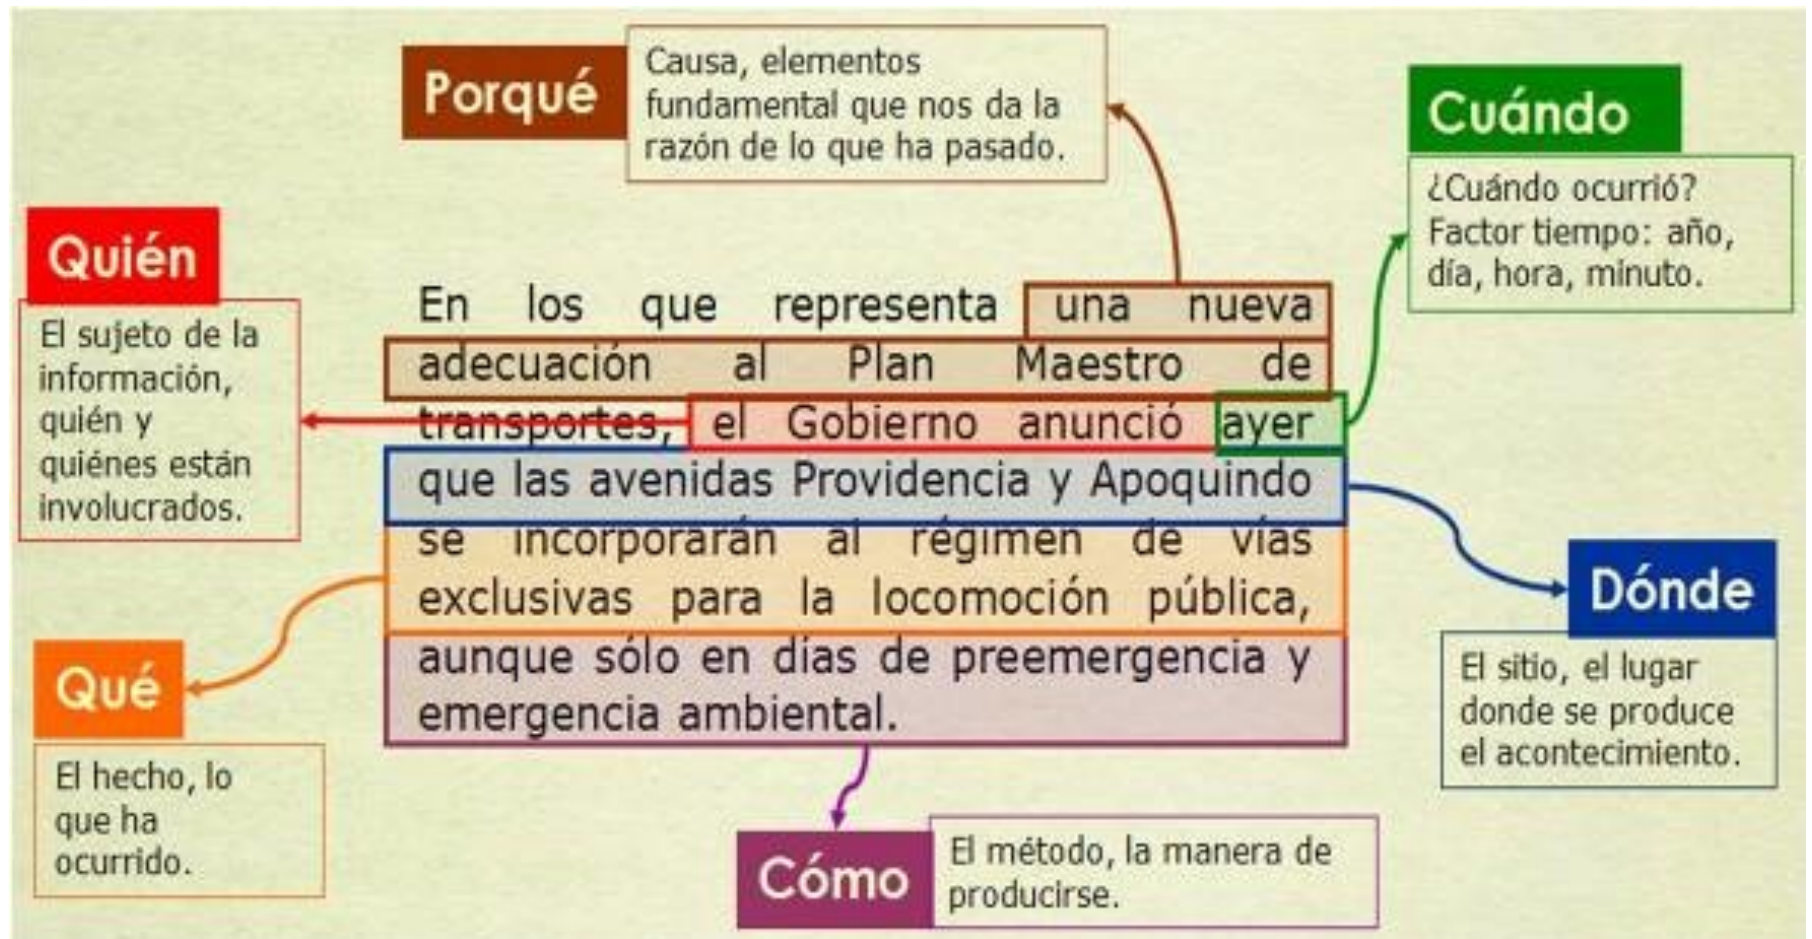 Porqué
Causa, elementos
fundamental que nos da la
razón de lo que ha pasado.
Cuándo
¿Cuándo ocurrió?
Factor tiempo: año,
día, hora, minuto.
Quién
El sujeto de la
información,
quién y
quiénes están
involucrados.
En los que representa una nueva
adecuación al Plan Maestro de
transportes, el Gobierno anunció ayer
que las avenidas Providencia y Apoquindo
se incorporarán al régimen de vías
exclusivas para la locomoción pública,
aunque sólo en días de preemergencia y
emergencia ambiental.
Dónde
El sitio, el lugar
donde se produce
el acontecimiento.
Qué
El hecho, lo
que ha
ocurrido.
Cómo
El método, la manera de
producirse.